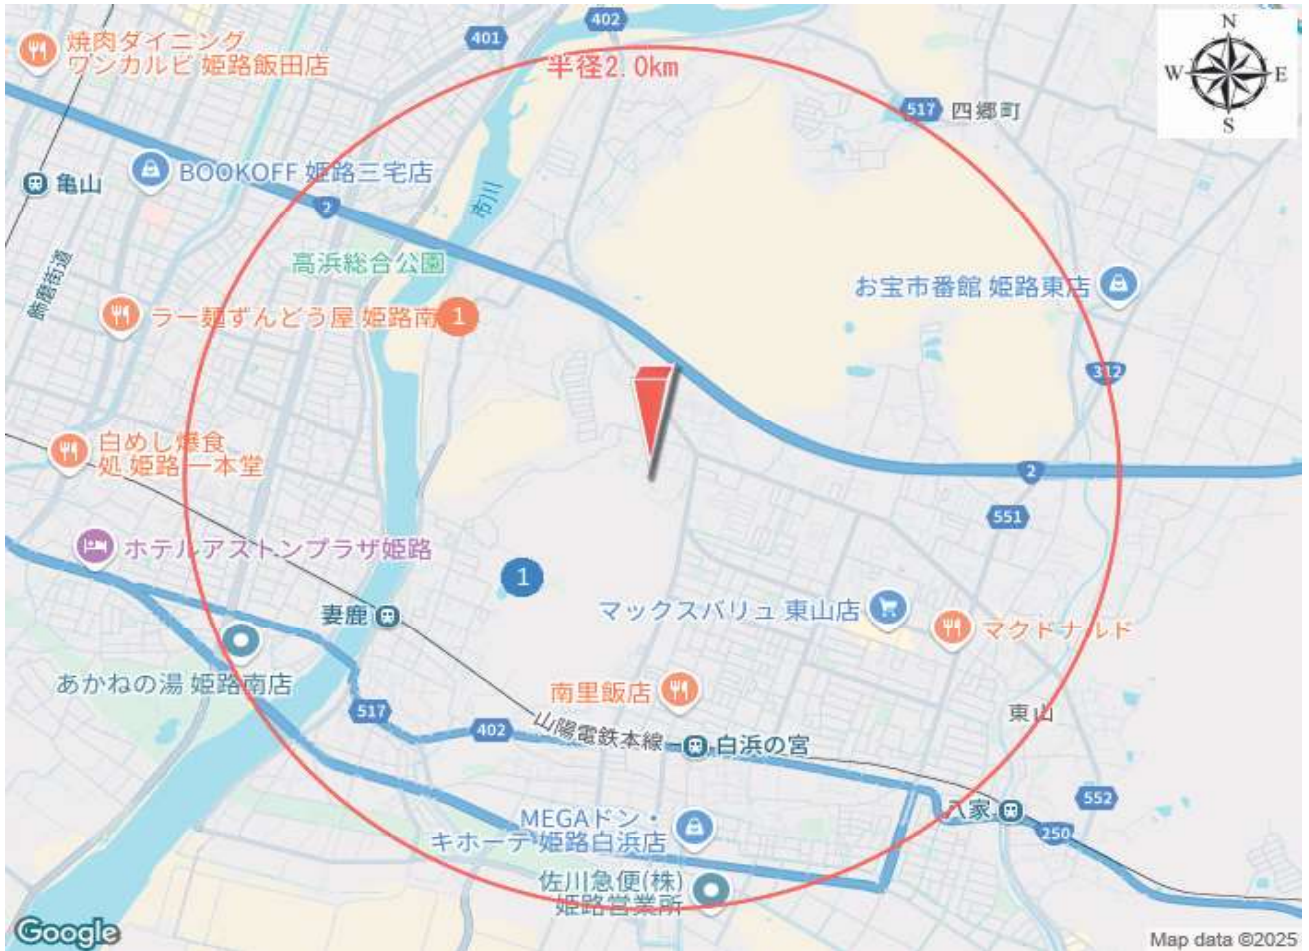 402
401
N
W E
S
焼肉ダイニング
ワンカルビ 姫路飯田店
半径2.0km
517
四郷町
BOOKOFF 姫路三宅店
亀山
2
市川
高浜総合公園
飾磨街道
お宝市番館 姫路東店
ラー麺ずんどう屋 姫路南
1
312
白めし爆食
処 姫路 一本堂
2
551
ホテルアストンプラザ姫路
1
妻鹿
マックスバリュ 東山店
マクドナルド
あかねの湯 姫路南店
南里飯店
517
402
山陽電鉄本線
白浜の宮
東山
552
八家
250
MEGAドン・
キホーテ 姫路白浜店
佐川急便(株)
姫路営業所
Google
Map data ©2025